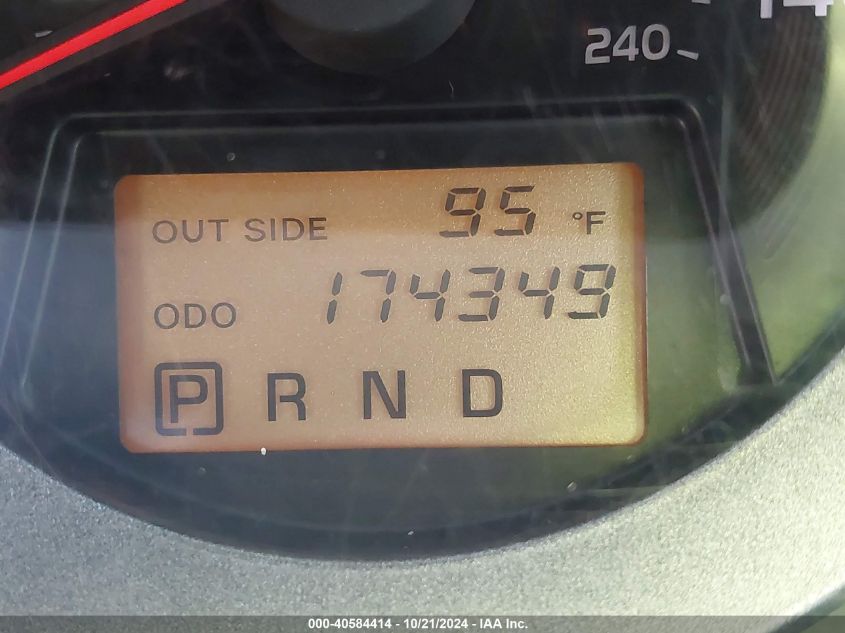 240
OUT SIDE 95 °F
ODO 174349
P R N D
000-40584414 - 10/21/2024 - IAA Inc.